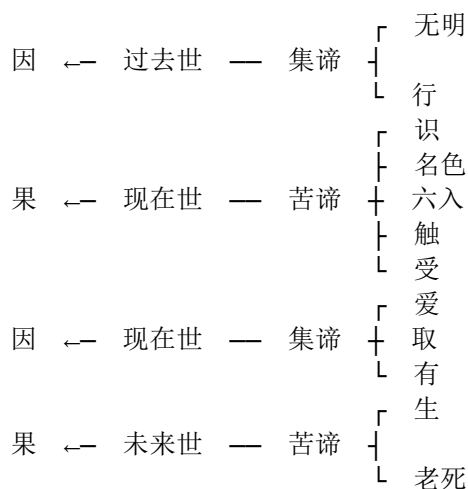 无明
因 ←─ 过去世 ── 集谛
行
识
名色
果 ←─ 现在世 ── 苦谛 六入
触
受
爱
因 ←─ 现在世 ── 集谛 取
有
生
果 ←─ 未来世 ── 苦谛
老死